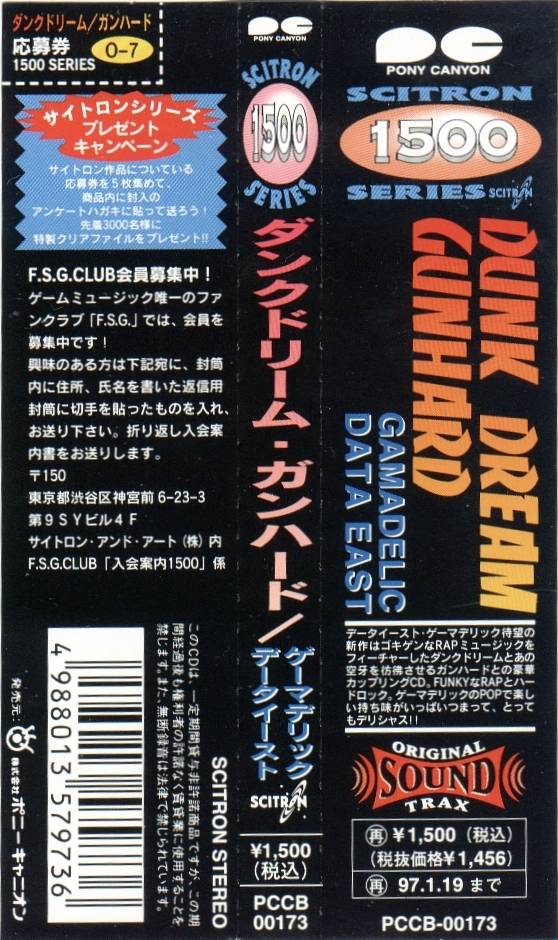 ダンクドリーム/ガンハード
応募券
1500 SERIES
O-7
サイトロンシリーズ
プレゼント
キャンペーン
サイトロン作品についている
応募券を5枚集めて、
商品内に封入の
アンケートハガキに貼って送ろう!
先着3000名様に
特製クリアファイルをプレゼント!!
F.S.G.CLUB会員募集中!
ゲームミュージック唯一のファ
ンクラブ「F.S.G.」では、会員を
募集中です!
興味のある方は下記宛に、封筒
内に住所、氏名を書いた返信用
封筒に切手を貼ったものを入れ、
お送り下さい。折り返し入会案
内書をお送りします。
〒150
東京都渋谷区神宮前 6-23-3
第9SYビル4F
サイトロン・アンド・アート(株)内
F.S.G.CLUB「入会案内1500」係
このCDは、一定期間貸与非許諾商品ですが、この期
間経過後も権利者の許諾なく賃貸業に使用することを
禁じます。また、無断録音は法律で禁じられています。
SCITRON STEREO
4988013 579736
発売元:
株式会社 ポニーキャニオン
PONY CANYON
SCITRON
1500
SERIES
ダンクドリーム・ガンハード/
ゲーマデリック
データイースト
SCITRON
¥1,500
(税込)
PCCB
00173
PONY CANYON
SCITRON
1500
SERIES
SCITRON
DUNK DREAM
GUNHARD
GAMADELIC
DATA EAST
データイースト・ゲーマデリック待望の
新作はゴキゲンなRAPミュージックを
フィーチャーしたダンクドリームとあの
空牙を彷彿させるガンハードとの豪華
カップリングCD。FUNKYなRAPとハー
ドロック。ゲーマデリックのPOPで楽し
い持ち味がいっぱいつまって、とって
もデリシャス!!
ORIGINAL
SOUND
TRAX
再 ¥1,500(税込)
(税抜価格¥1,456)
再 97.1.19 まで
PCCB-00173